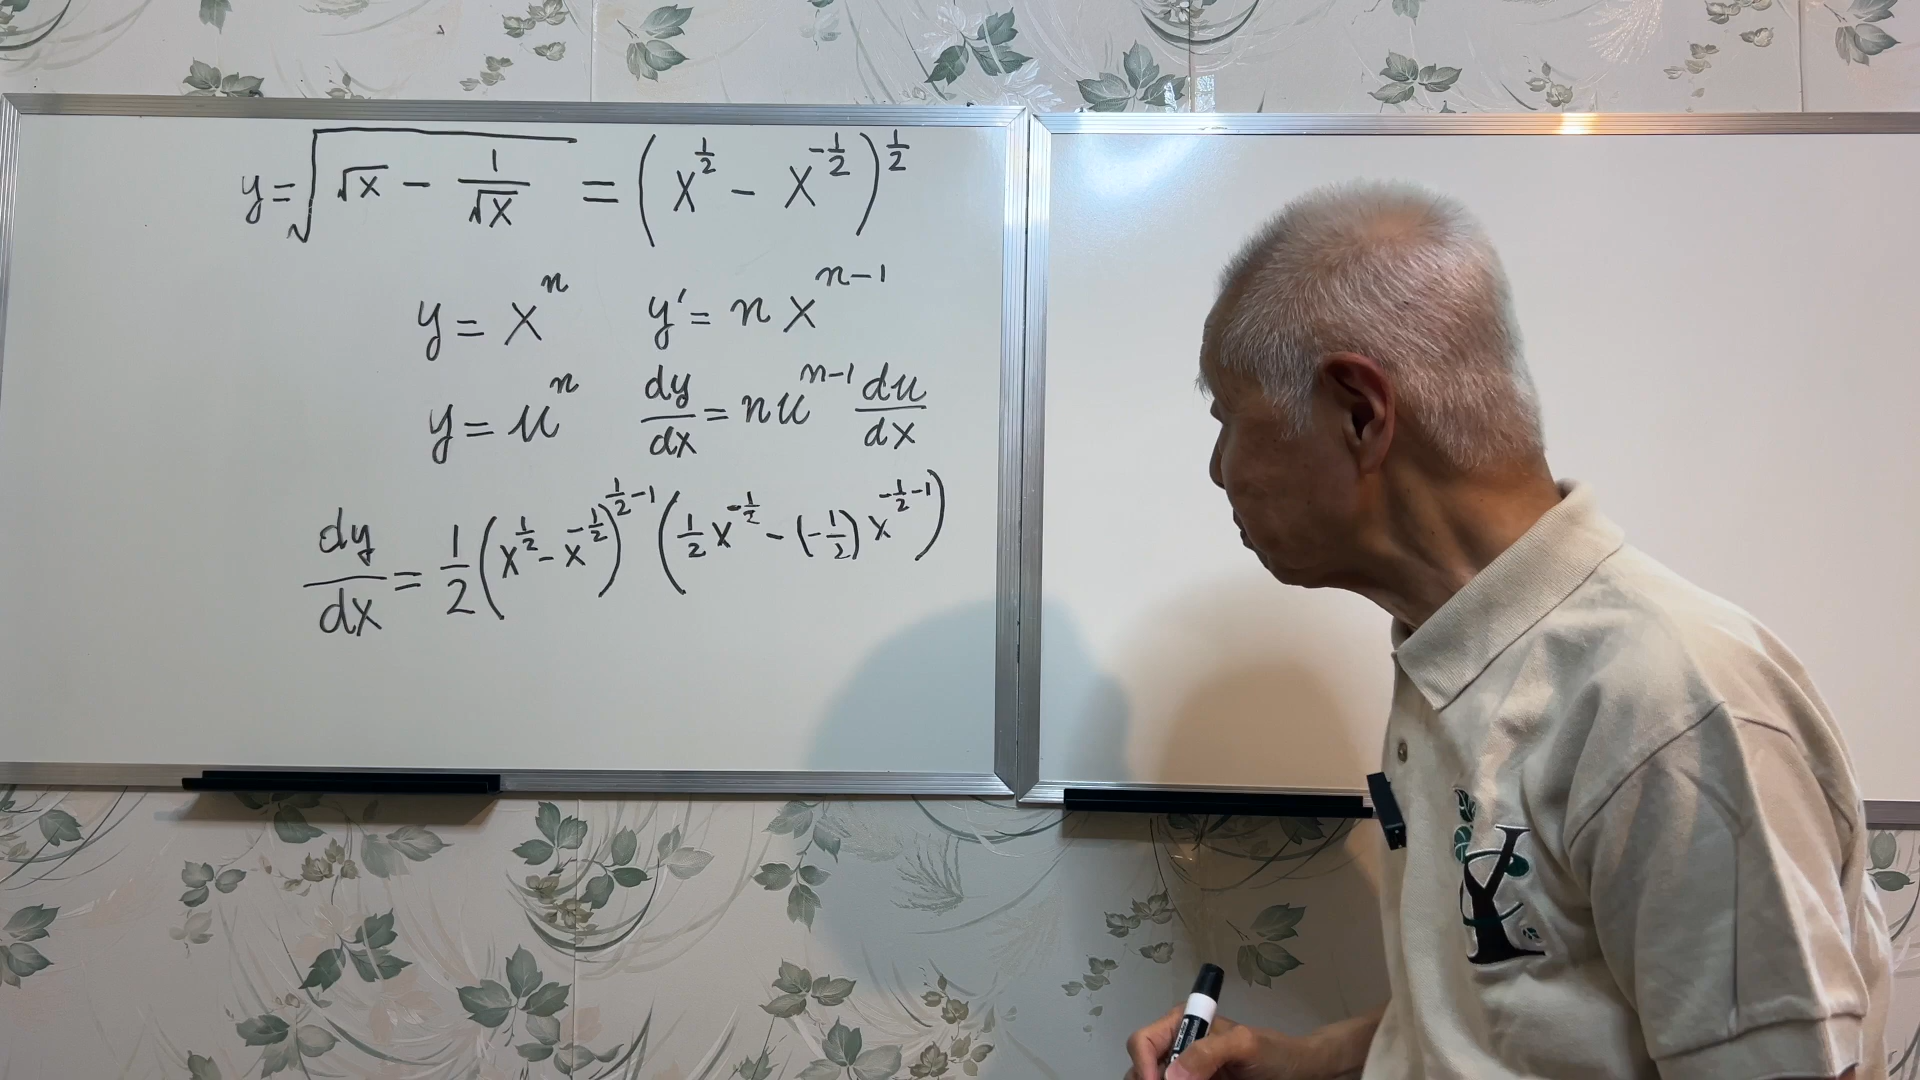 y = √(√x − 1/√x) = (x^(1/2) − x^(-1/2))^(1/2)
y = x^n y' = n x^(n−1)
y = u^n dy/dx = n u^(n−1) du/dx
dy/dx = 1/2 (x^(1/2) − x^(-1/2))^(1/2 −1) (1/2 x^(-1/2) − (−1/2) x^(-1/2 −1))